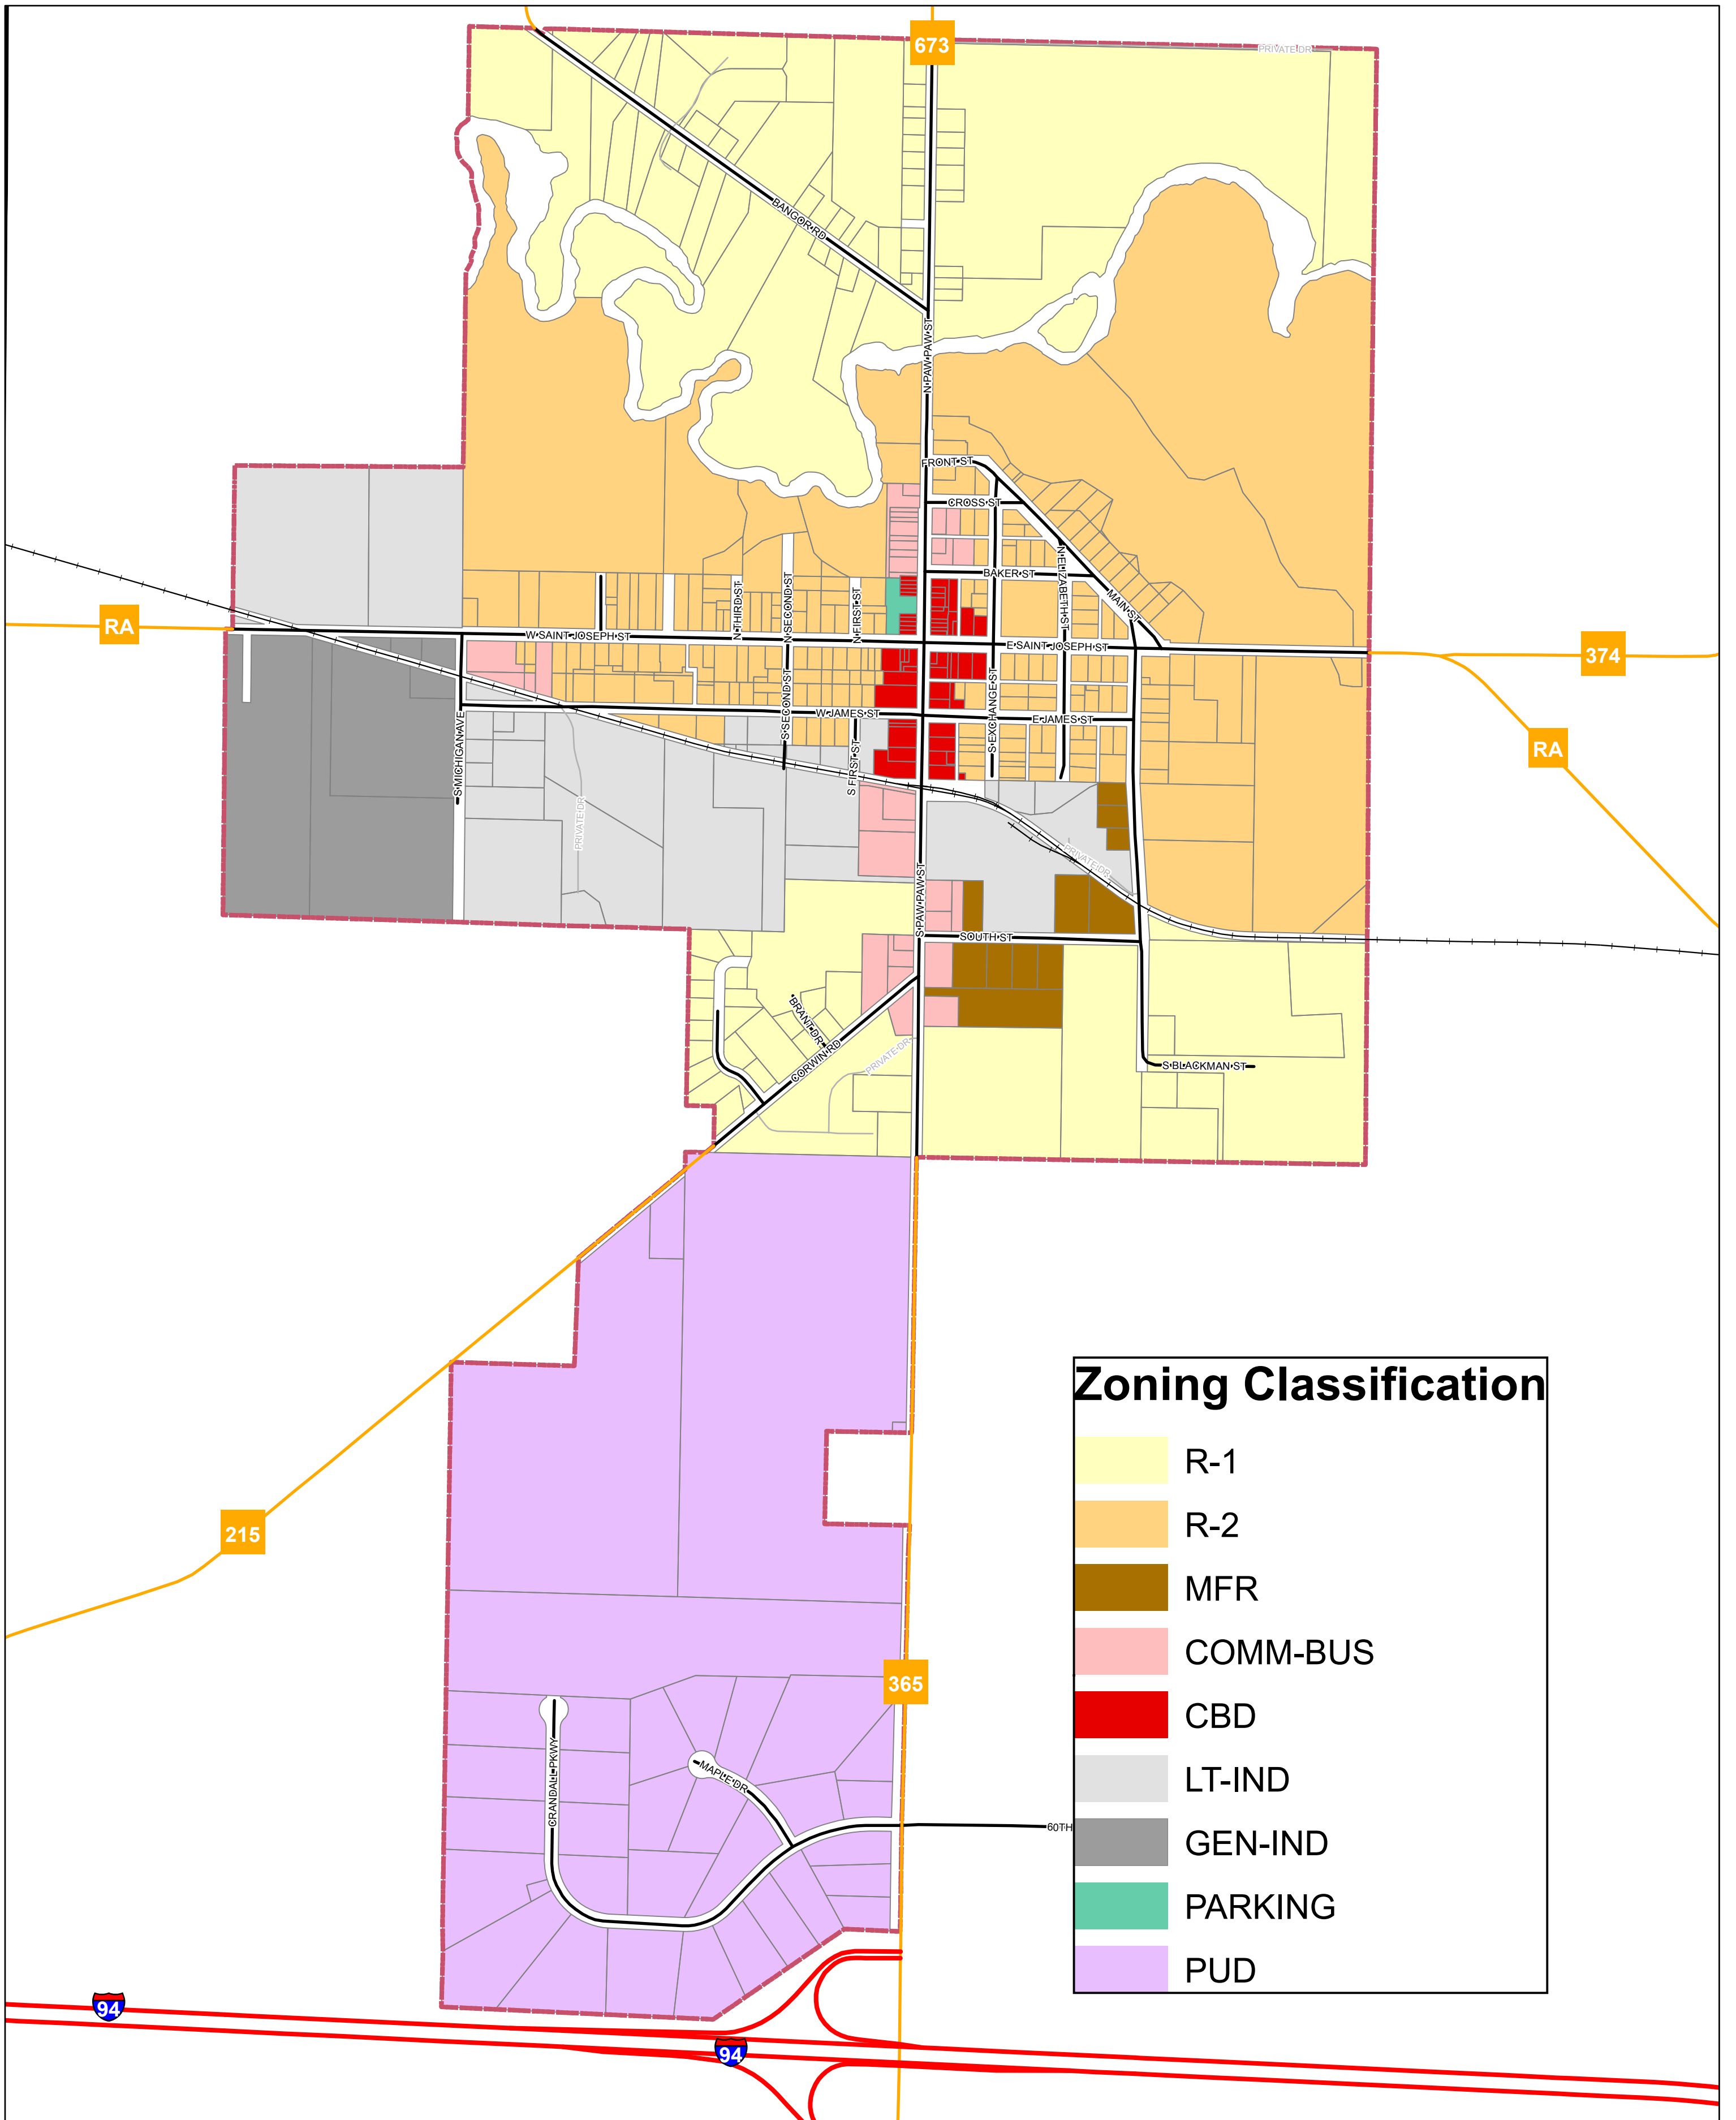 673
PRIVATE DR
BANGOR RD
N PAW PAW ST
FRONT ST
CROSS ST
N ELIZABETH ST
BAKER ST
MAIN ST
N THIRD ST
N SECOND ST
N FIRST ST
RA
W SAINT JOSEPH ST
E SAINT JOSEPH ST
374
S SECOND ST
S EXCHANGE ST
W JAMES ST
E JAMES ST
S MICHIGAN AVE
S FIRST ST
RA
PRIVATE DR
PRIVATE DR
S PAW PAW ST
SOUTH ST
BRANT DR
CORWIN RD
PRIVATE DR
S BLACKMAN ST
Zoning Classification
R-1
R-2
MFR
COMM-BUS
CBD
LT-IND
GEN-IND
PARKING
PUD
215
365
CRANDALL PKWY
MAPLE DR
60TH
94
94